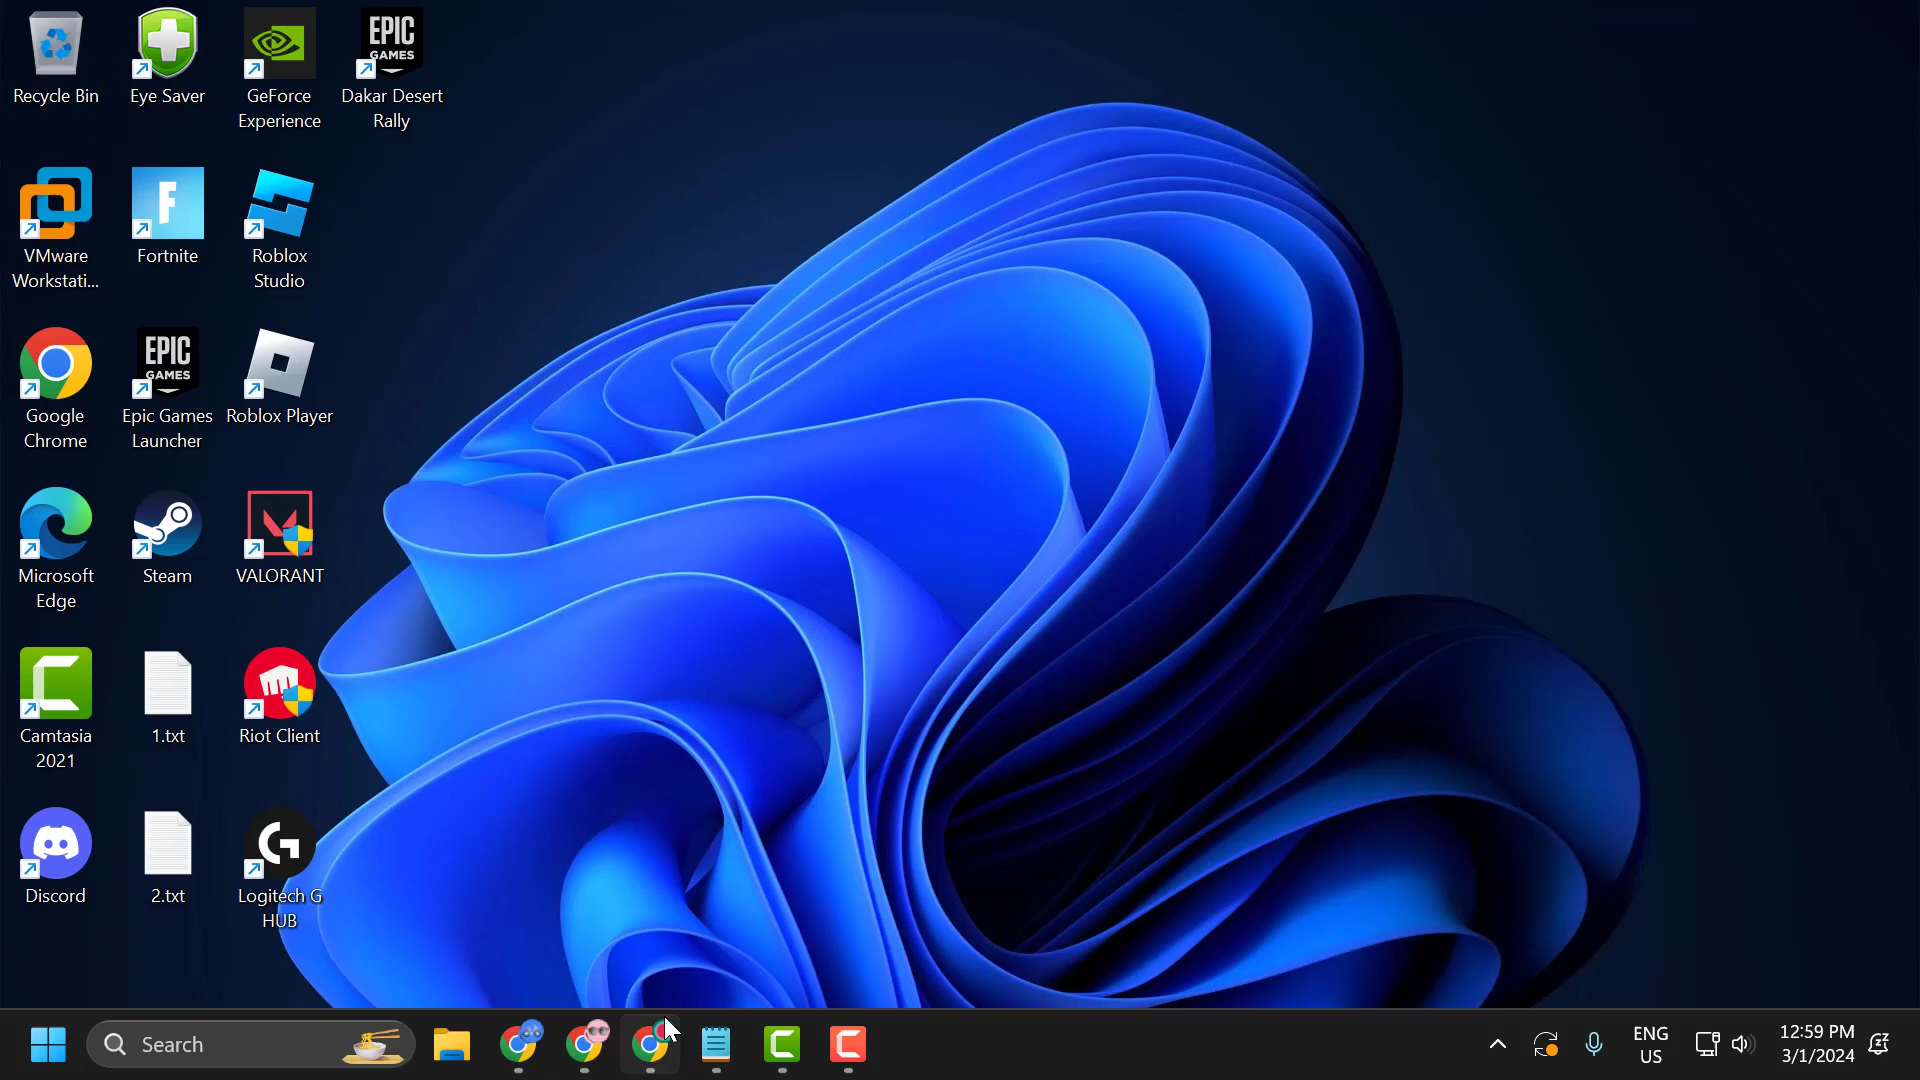 Recycle Bin
Eye Saver
GeForce
Experience
EPIC
GAMES
Dakar Desert
Rally
VMware
Workstati...
F
Fortnite
Roblox
Studio
Google
Chrome
EPIC
GAMES
Epic Games
Launcher
Roblox Player
Microsoft
Edge
Steam
VALORANT
Camtasia
2021
1.txt
Riot Client
Discord
2.txt
Logitech G
HUB
Search
ENG
US
12:59 PM
3/1/2024